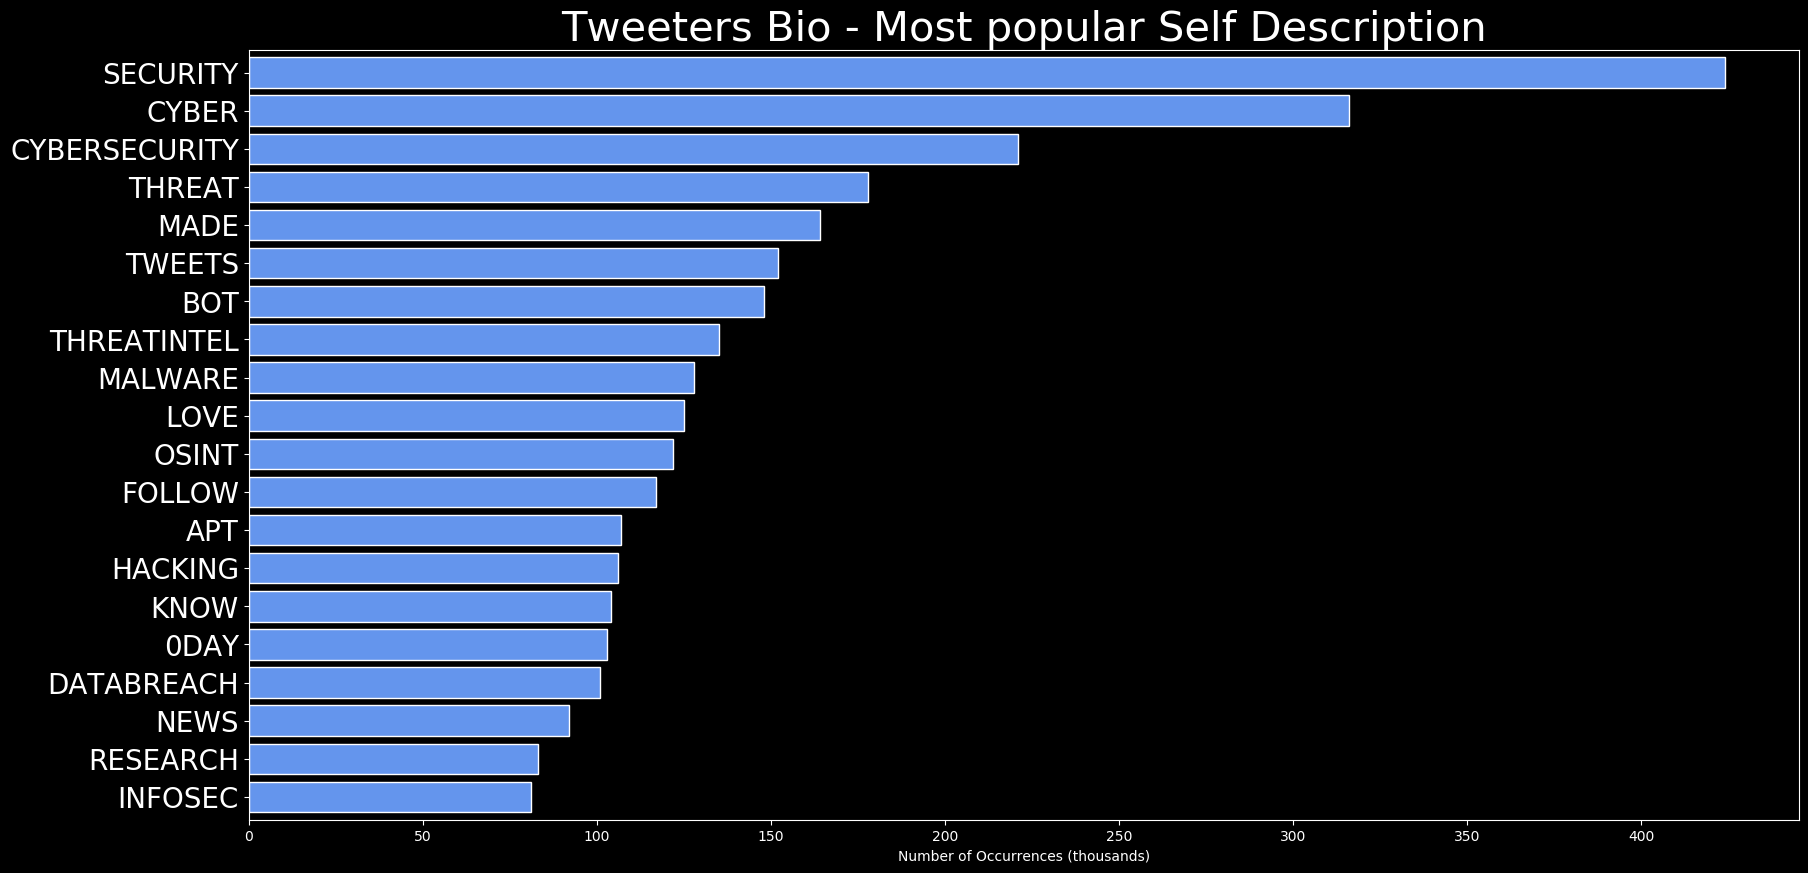 Tweeters Bio - Most popular Self Description
SECURITY
CYBER
CYBERSECURITY
THREAT
MADE
TWEETS
BOT
THREATINTEL
MALWARE
LOVE
OSINT
FOLLOW
APT
HACKING
KNOW
0DAY
DATABREACH
NEWS
RESEARCH
INFOSEC
0 50 100 150 200 250 300 350 400
Number of Occurrences (thousands)